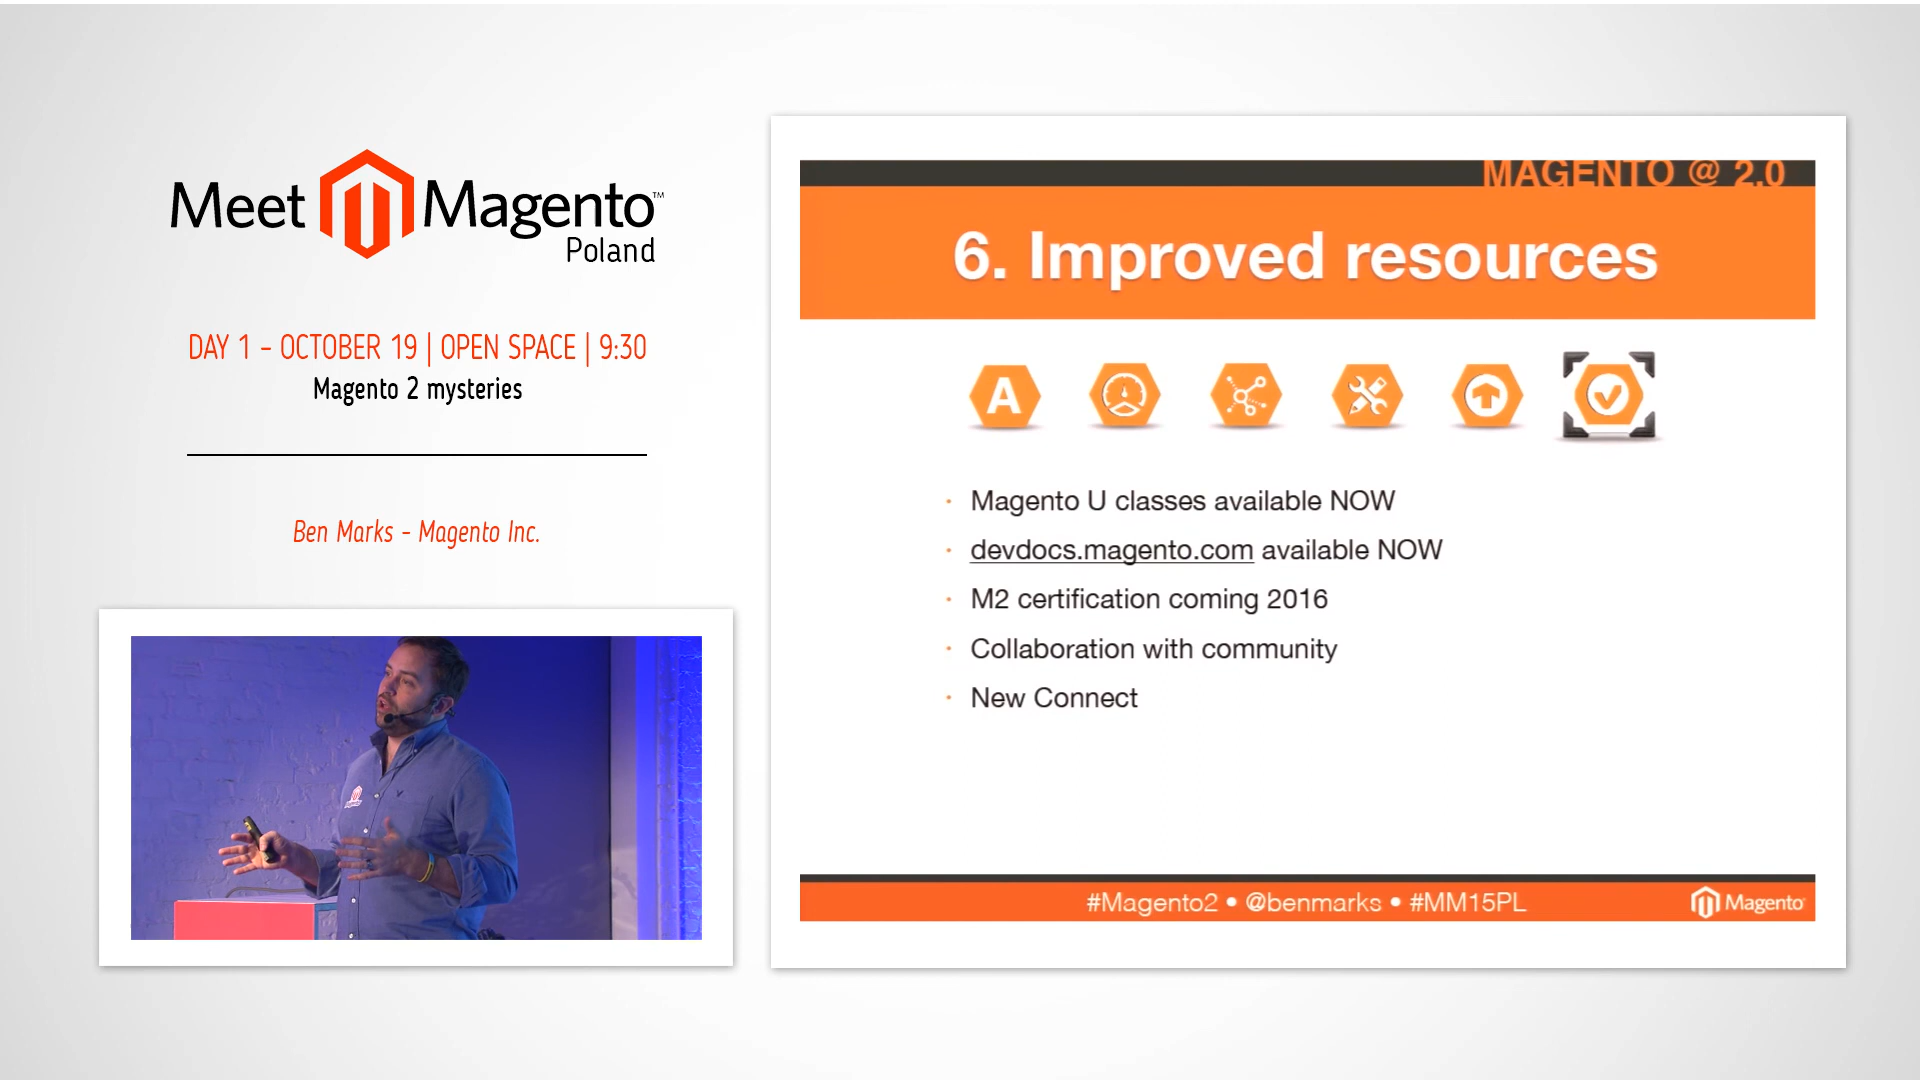 Meet Magento™
Poland
DAY 1 - OCTOBER 19 | OPEN SPACE | 9:30
Magento 2 mysteries
Ben Marks - Magento Inc.
MAGENTO @ 2.0
6. Improved resources
A
· Magento U classes available NOW
· devdocs.magento.com available NOW
· M2 certification coming 2016
· Collaboration with community
· New Connect
#Magento2 • @benmarks • #MM15PL
Magento